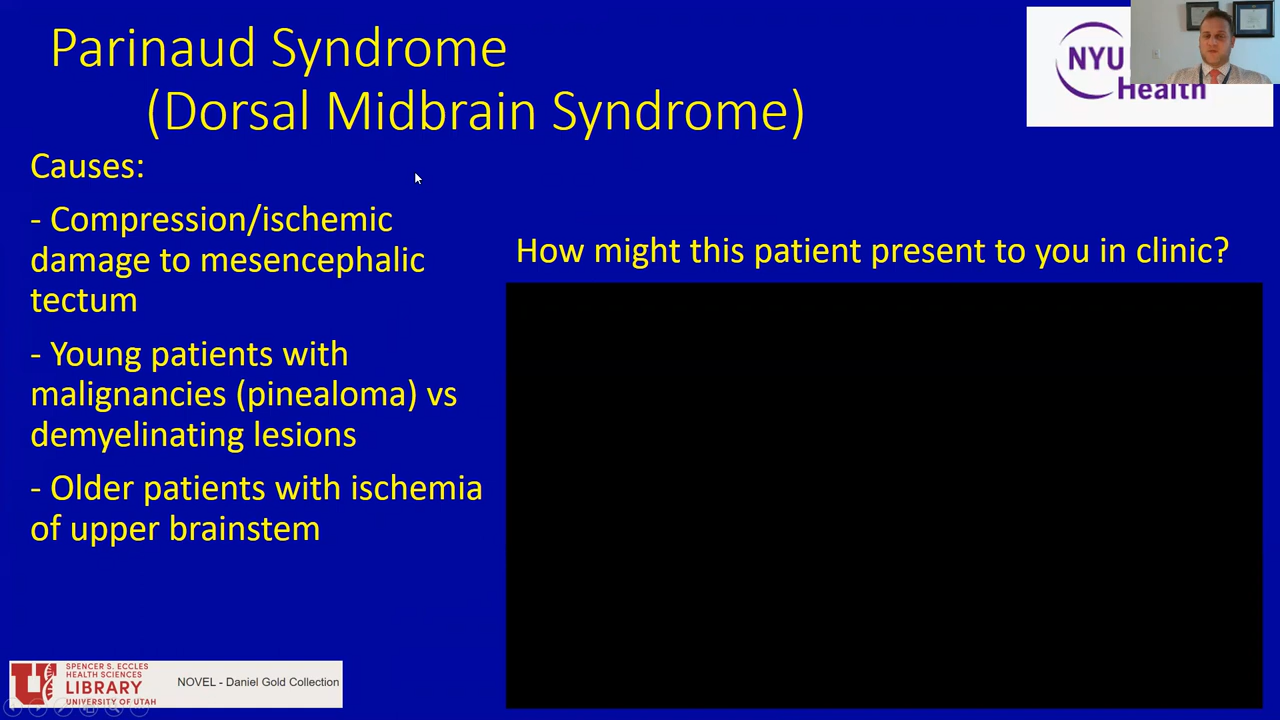 Parinaud Syndrome
(Dorsal Midbrain Syndrome)
NYU
Health
Causes:
- Compression/ischemic
damage to mesencephalic
tectum
- Young patients with
malignancies (pinealoma) vs
demyelinating lesions
- Older patients with ischemia
of upper brainstem
How might this patient present to you in clinic?
SPENCER S. ECCLES
HEALTH SCIENCES
LIBRARY
UNIVERSITY OF UTAH
NOVEL - Daniel Gold Collection